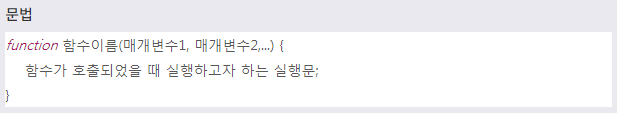 문법
function 함수이름(매개변수1, 매개변수2,...) {
함수가 호출되었을 때 실행하고자 하는 실행문;
}